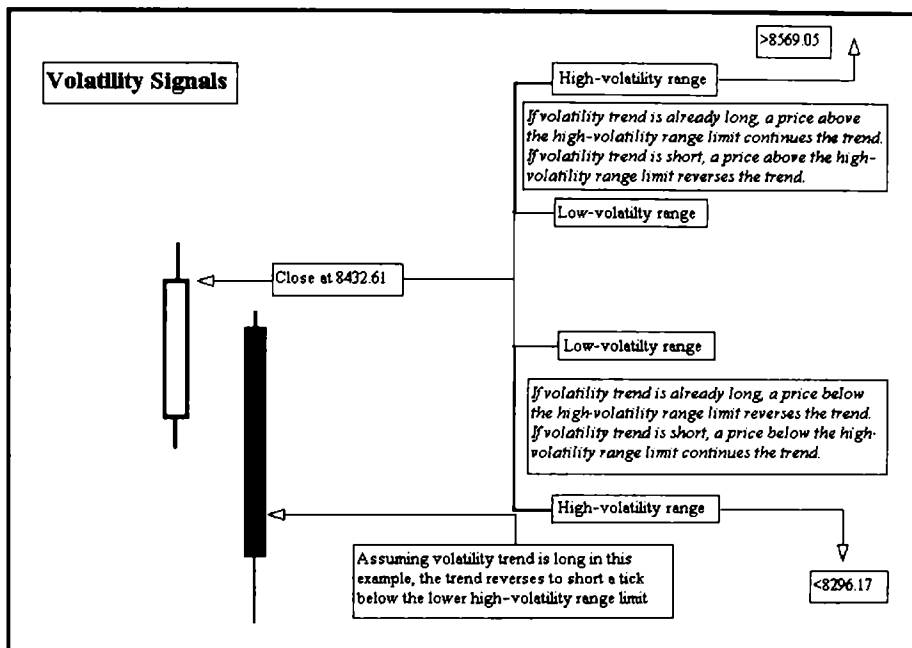 >8569.05
Volatility Signals
High-volatility range
If volatility trend is already long, a price above
the high-volatility range limit continues the trend.
If volatility trend is short, a price above the high-
volatility range limit reverses the trend.
Low-volatilty range
Close at 8432.61
Low-volatilty range
If volatility trend is already long, a price below
the high-volatility range limit reverses the trend.
If volatility trend is short, a price below the high-
volatility range limit continues the trend.
High-volatility range
Assuming volatility trend is long in this
example, the trend reverses to short a tick
below the lower high-volatility range limit
<8296.17